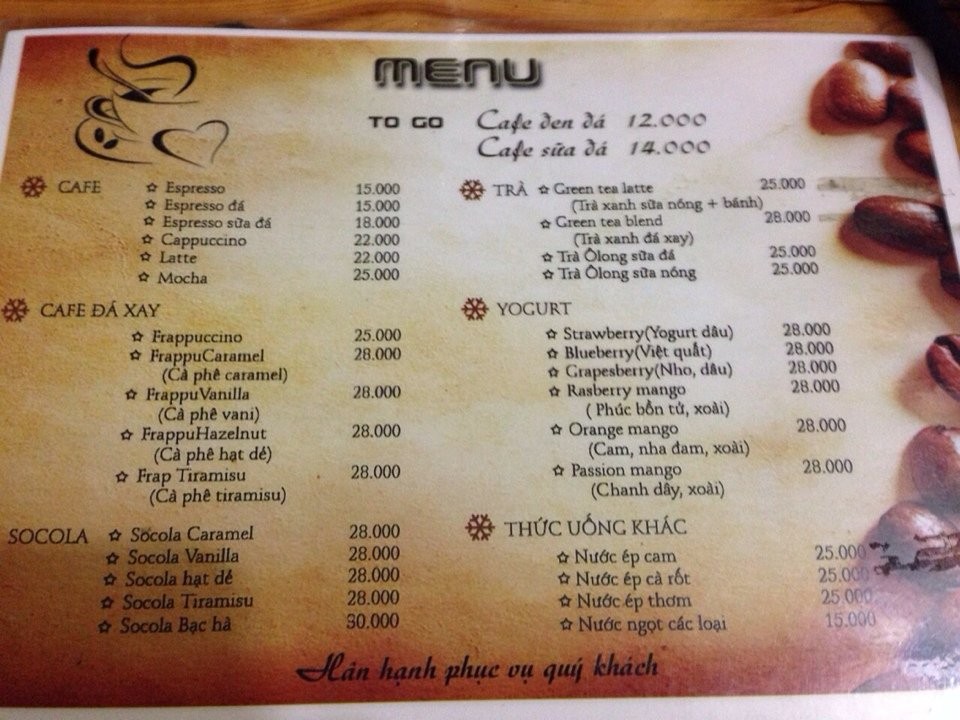 MENU
TO GO Cafe đen đá 12.000
Cafe sữa đá 14.000
CAFE
Espresso 15.000
Espresso đá 15.000
Espresso sữa đá 18.000
Cappuccino 22.000
Latte 22.000
Mocha 25.000
CAFE ĐÁ XAY
Frappuccino 25.000
FrappuCaramel 28.000
(Cà phê caramel)
FrappuVanilla 28.000
(Cà phê vani)
FrappuHazelnut 28.000
(Cà phê hạt dẻ)
Frap Tiramisu 28.000
(Cà phê tiramisu)
SOCOLA
Socola Caramel 28.000
Socola Vanilla 28.000
Socola hạt dẻ 28.000
Socola Tiramisu 28.000
Socola Bạc hà 30.000
TRÀ
Green tea latte 25.000
(Trà xanh sữa nóng + bánh)
Green tea blend 28.000
(Trà xanh đá xay)
Trà Ôlong sữa đá 25.000
Trà Ôlong sữa nóng 25.000
YOGURT
Strawberry(Yogurt dâu) 28.000
Blueberry(Việt quất) 28.000
Grapesberry(Nho, dâu) 28.000
Rasberry mango 28.000
( Phúc bồn tử, xoài)
Orange mango 28.000
(Cam, nha đam, xoài)
Passion mango 28.000
(Chanh dây, xoài)
THỨC UỐNG KHÁC
Nước ép cam 25.000
Nước ép cà rốt 25.000
Nước ép thơm 25.000
Nước ngọt các loại 15.000
Hân hạnh phục vụ quý khách